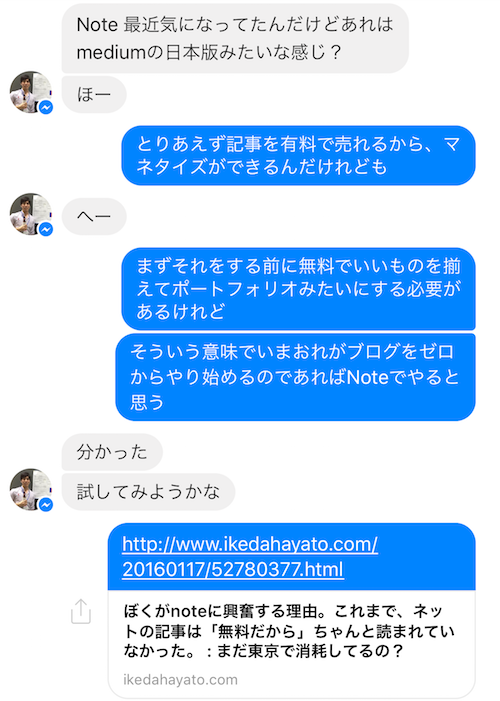 Note 最近気になってたんだけどあれは
mediumの日本版みたいな感じ？
ほー
とりあえず記事を有料で売れるから、マ
ネタイズができるんだけれども
へー
まずそれをする前に無料でいいものを揃
えてポートフォリオみたいにする必要が
あるけれど
そういう意味でいまおれがブログをゼロ
からやり始めるのであればNoteでやると
思う
分かった
試してみようかな
http://www.ikedahayato.com/
20160117/52780377.html
ぼくがnoteに興奮する理由。これまで、ネッ
トの記事は「無料だから」ちゃんと読まれてい
なかった。 : まだ東京で消耗してるの？
ikedahayato.com